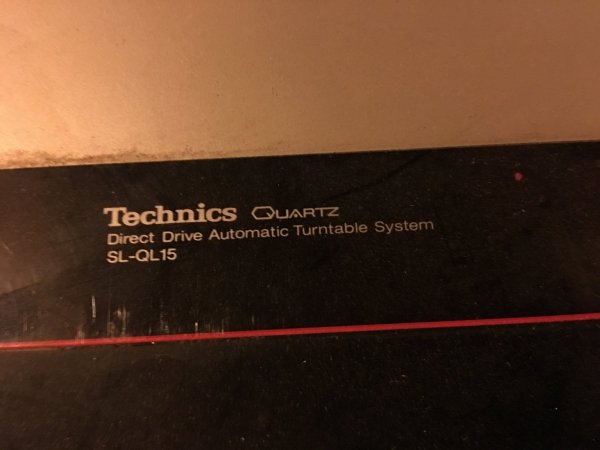 Technics QUARTZ
Direct Drive Automatic Turntable System
SL-QL15